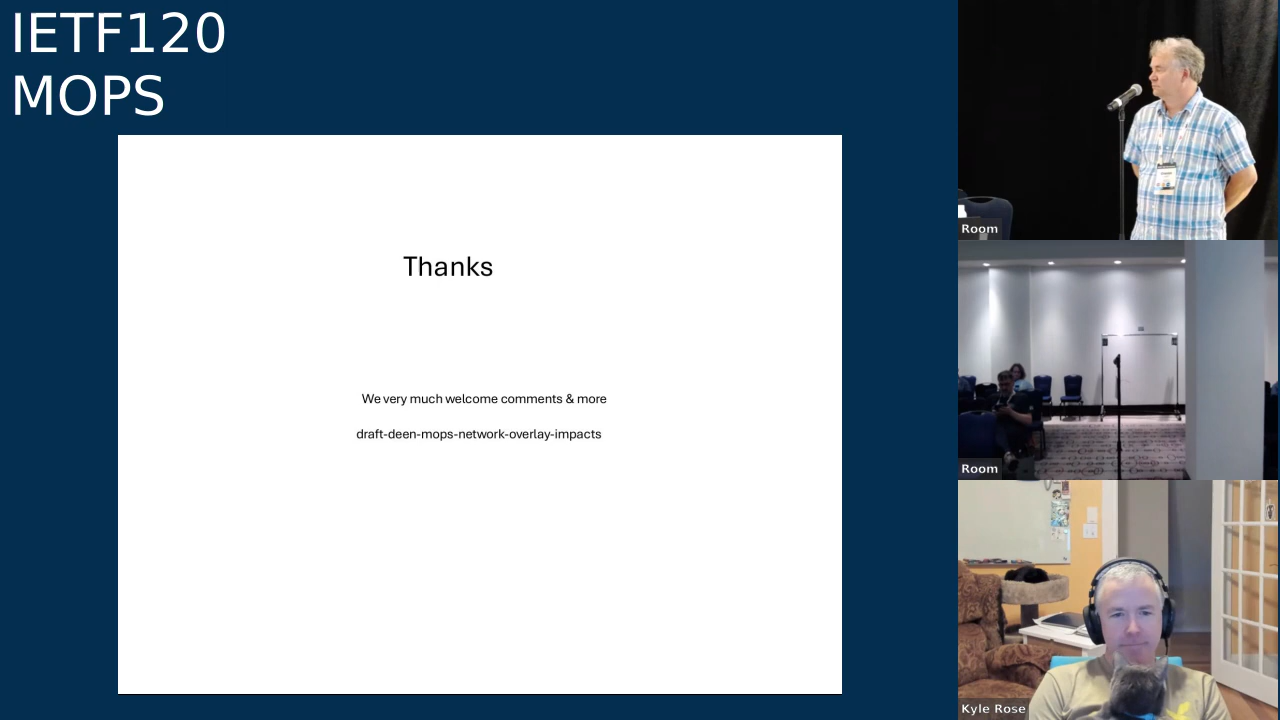 IETF120
MOPS
Thanks
We very much welcome comments & more
draft-deen-mops-network-overlay-impacts
Room
Room
Kyle Rose